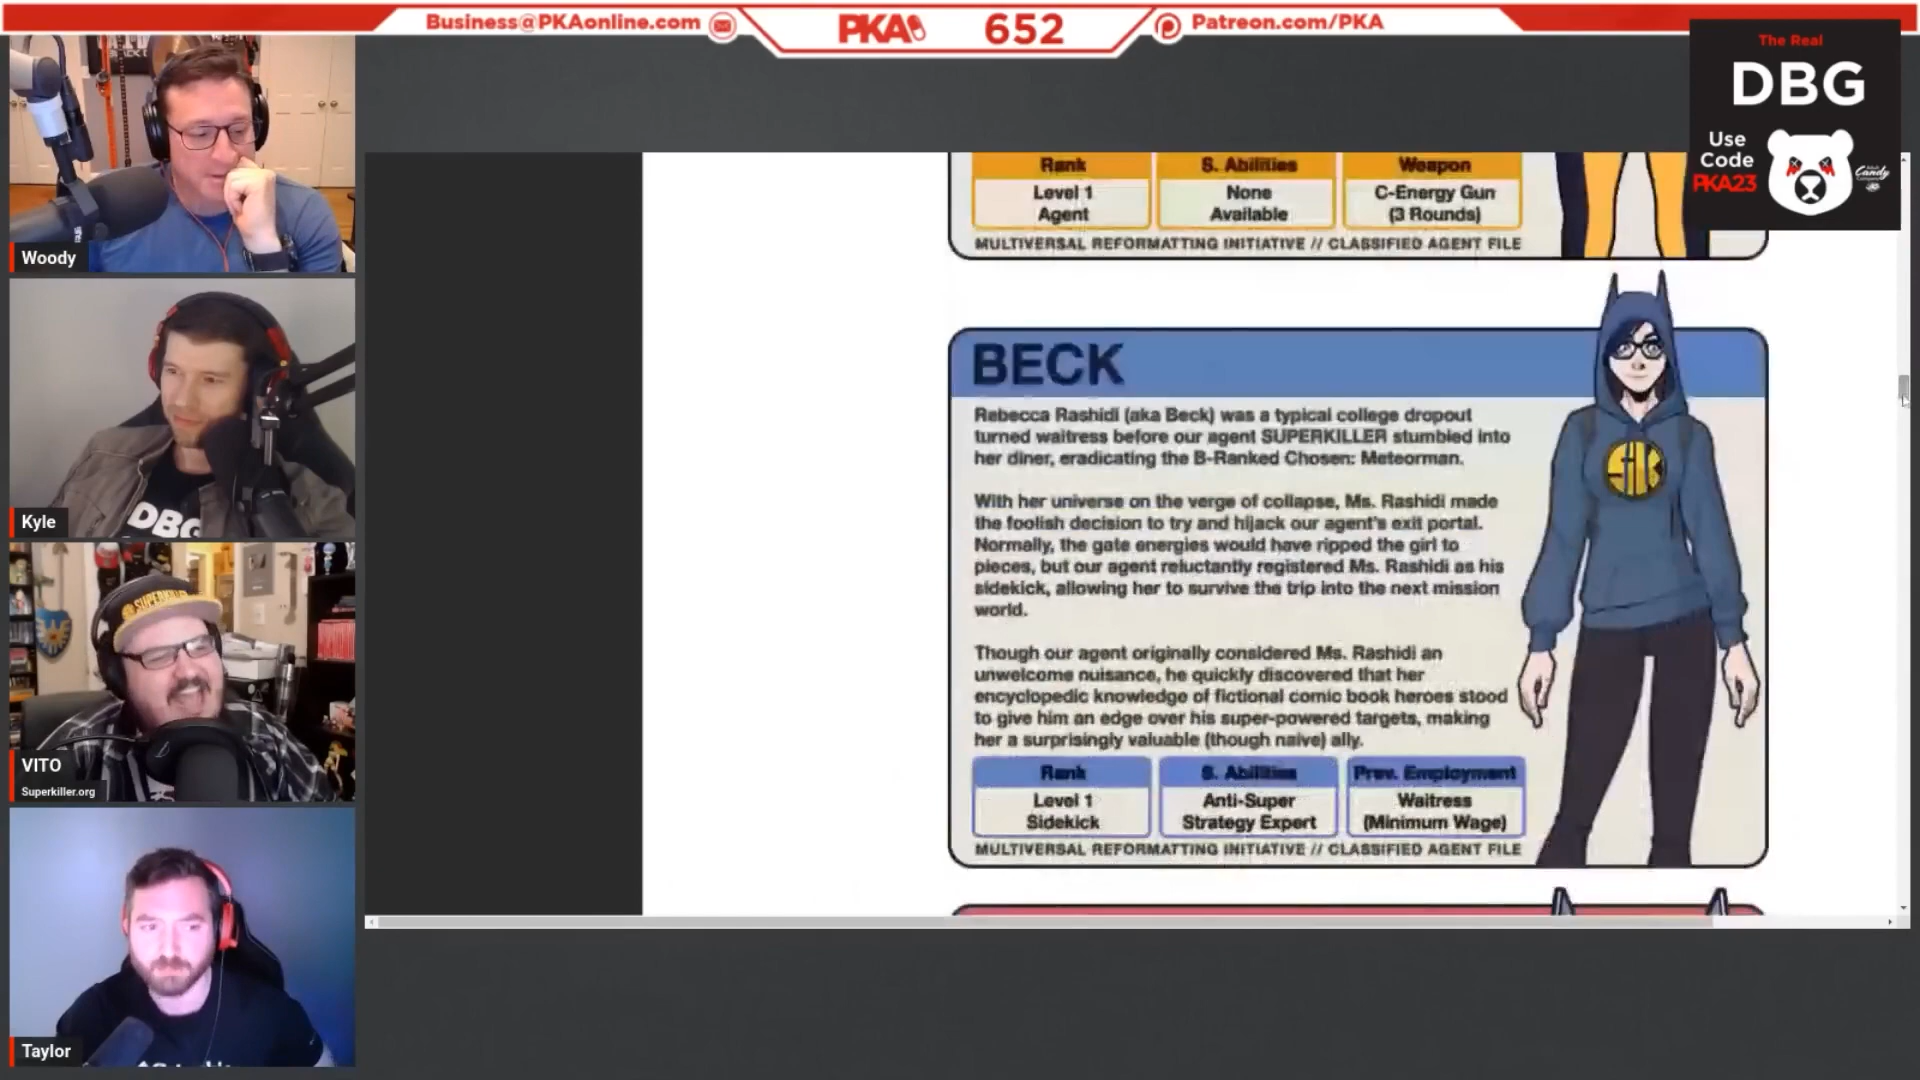 Business@PKAonline.com
PKA
652
Patreon.com/PKA
The Real
DBG
Use
Code
PKA23
Candy
Woody
Kyle
DBG
SUPERKILLER
VITO
Superkiller.org
Taylor
Rank
S. Abilities
Weapon
Level 1
Agent
None
Available
C-Energy Gun
(3 Rounds)
MULTIVERSAL REFORMATTING INITIATIVE // CLASSIFIED AGENT FILE
BECK
Rebecca Rashidi (aka Beck) was a typical college dropout
turned waitress before our agent SUPERKILLER stumbled into
her diner, eradicating the B-Ranked Chosen: Meteorman.
With her universe on the verge of collapse, Ms. Rashidi made
the foolish decision to try and hijack our agent's exit portal.
Normally, the gate energies would have ripped the girl to
pieces, but our agent reluctantly registered Ms. Rashidi as his
sidekick, allowing her to survive the trip into the next mission
world.
Though our agent originally considered Ms. Rashidi an
unwelcome nuisance, he quickly discovered that her
encyclopedic knowledge of fictional comic book heroes stood
to give him an edge over his super-powered targets, making
her a surprisingly valuable (though naive) ally.
Rank
S. Abilities
Prev. Employment
Level 1
Sidekick
Anti-Super
Strategy Expert
Waitress
(Minimum Wage)
MULTIVERSAL REFORMATTING INITIATIVE // CLASSIFIED AGENT FILE
SK